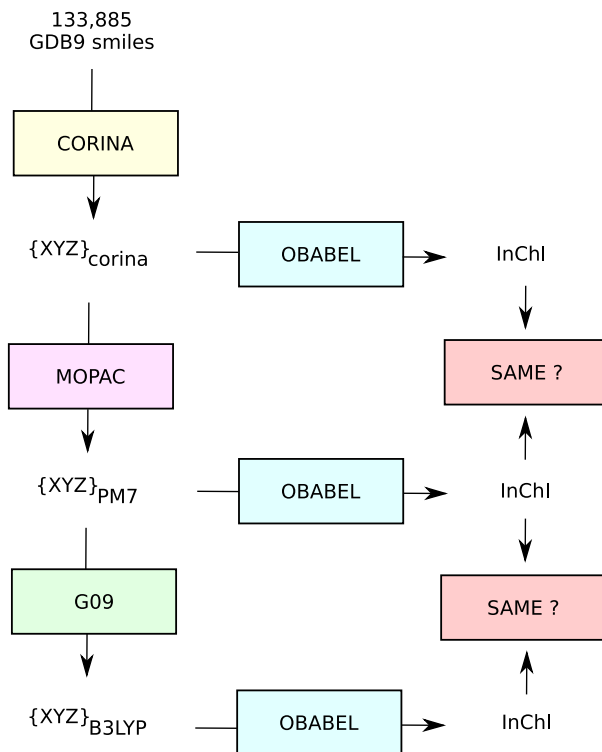 133,885
GDB9 smiles
CORINA
{XYZ}corina
OBABEL
InChI
MOPAC
SAME ?
{XYZ}PM7
OBABEL
InChI
G09
SAME ?
{XYZ}B3LYP
OBABEL
InChI